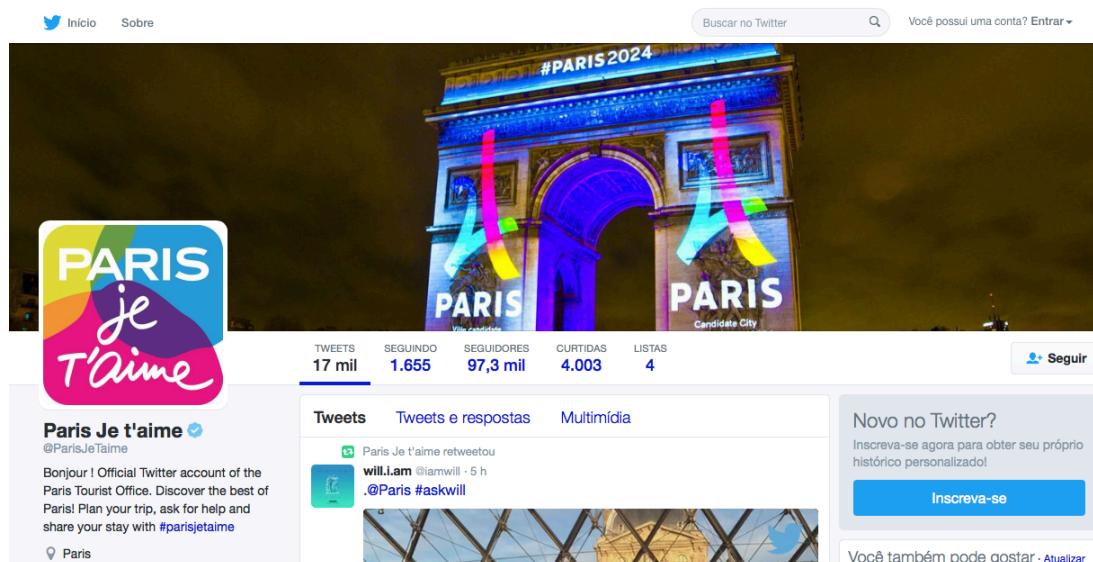 Início Sobre
Buscar no Twitter
Você possui uma conta? Entrar
#PARIS2024
PARIS
Ville candidate
PARIS
Candidate City
PARIS
je
T'aime
TWEETS SEGUINDO SEGUIDORES CURTIDAS LISTAS
17 mil 1.655 97,3 mil 4.003 4
Seguir
Paris Je t'aime
@ParisJeTaime
Bonjour ! Official Twitter account of the
Paris Tourist Office. Discover the best of
Paris! Plan your trip, ask for help and
share your stay with #parisjetaime
Paris
Tweets Tweets e respostas Multimídia
Paris Je t'aime retweetou
will.i.am @iamwill · 5 h
.@Paris #askwill
Novo no Twitter?
Inscreva-se agora para obter seu próprio
histórico personalizado!
Inscreva-se
Você também pode gostar · Atualizar